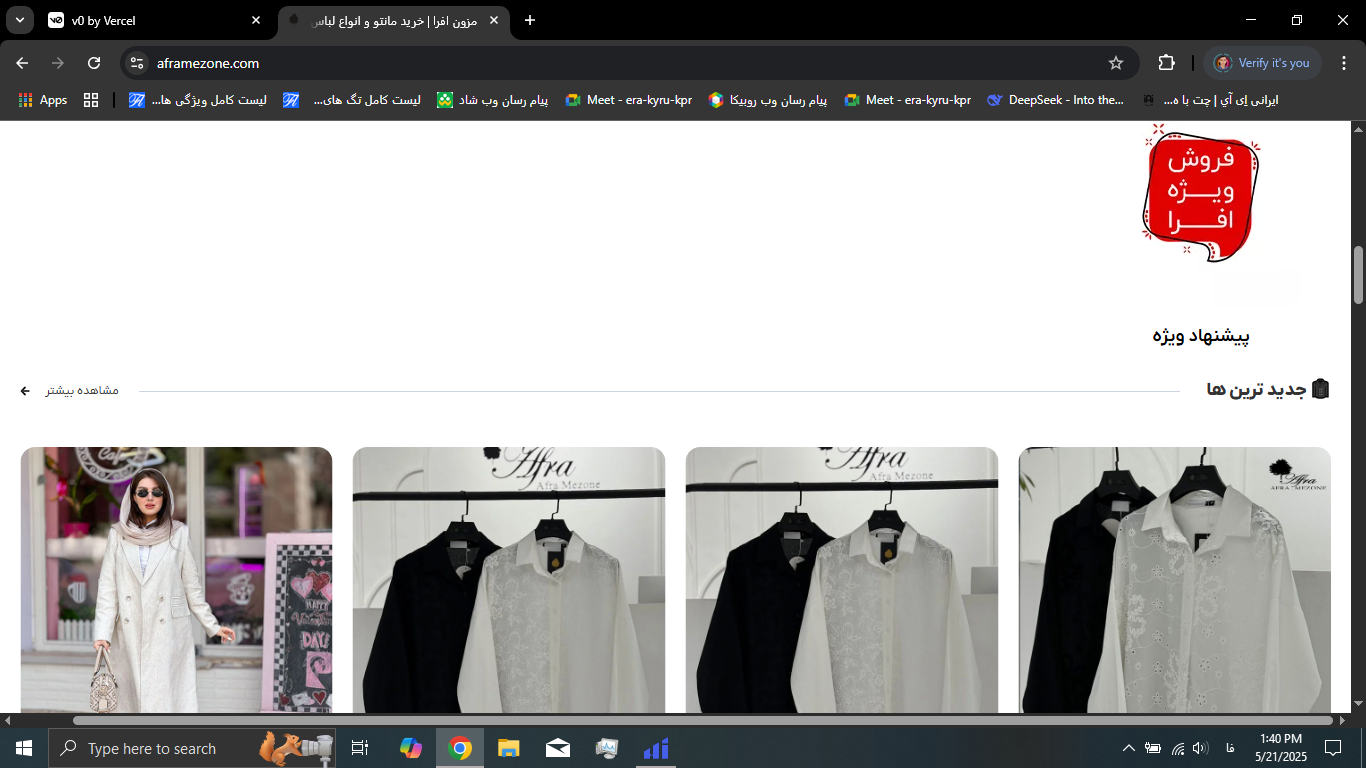 v0 by Vercel
مزون افرا | خرید مانتو و انواع لباس
aframezone.com
Verify it's you
Apps
لیست کامل ویژگی ها...
لیست کامل تگ های...
پیام رسان وب شاد
Meet - era-kyru-kpr
پیام رسان وب روبیکا
Meet - era-kyru-kpr
DeepSeek - Into the...
ایرانی اِی آی | چت با ه...
فروش
ویژه
افرا
پیشنهاد ویژه
جدید ترین ها
مشاهده بیشتر
Cafe
HAPPY
Valentine's
DAY
Afra
Afra Mezone
Afra
Afra Mezone
Afra
AFRA MEZONE
Type here to search
فا
1:40 PM
5/21/2025